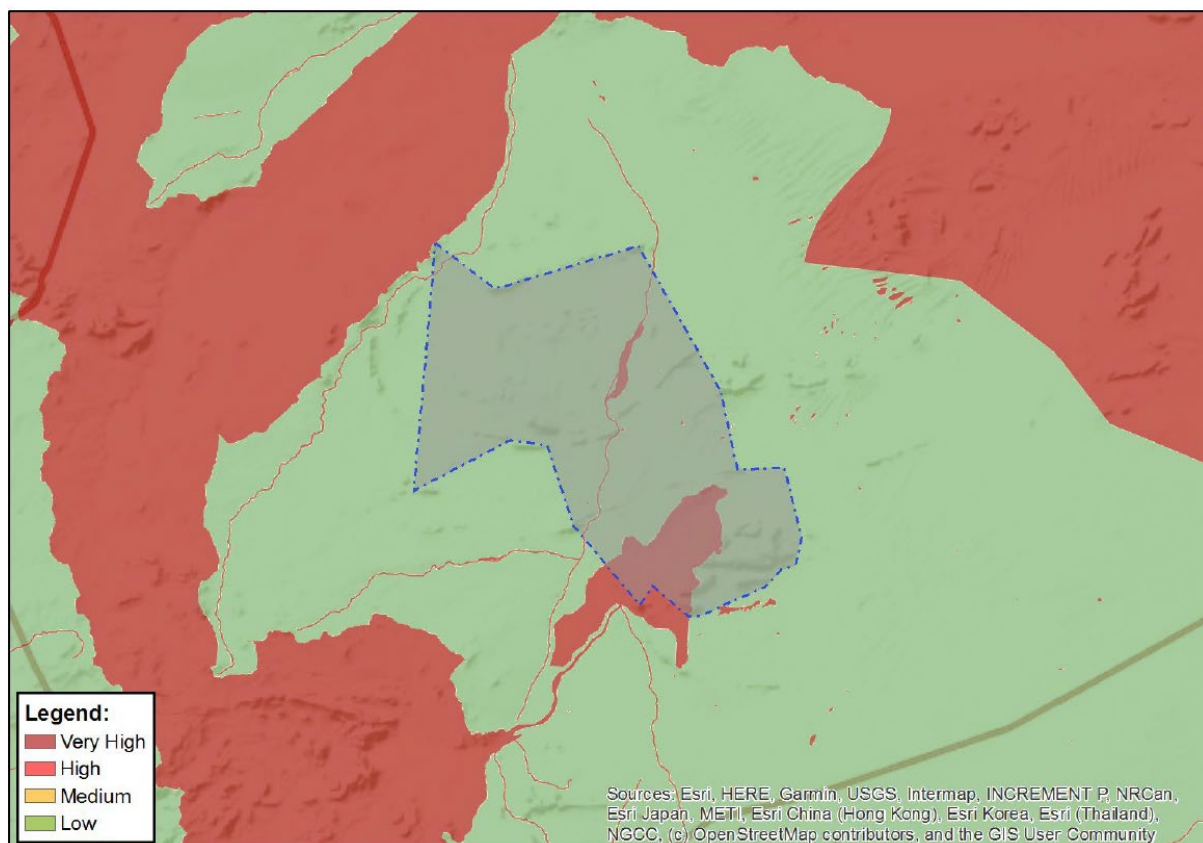 Legend:
Very High
High
Medium
Low
Sources: Esri, HERE, Garmin, USGS, Intermap, INCREMENT P, NRCan,
Esri Japan, METI, Esri China (Hong Kong), Esri Korea, Esri (Thailand),
NGCC, (c) OpenStreetMap contributors, and the GIS User Community